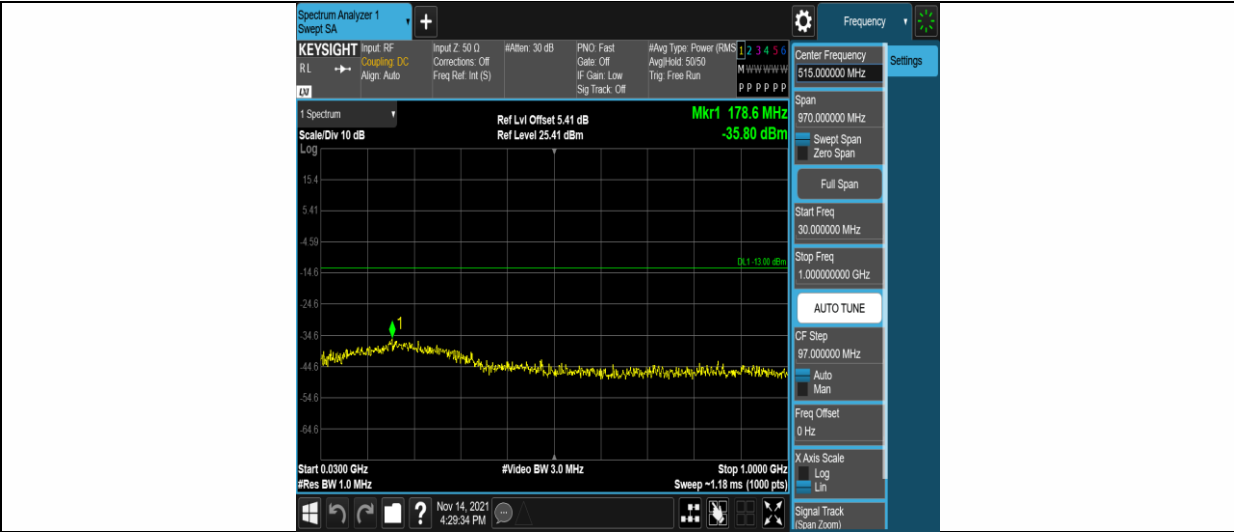 Spectrum Analyzer 1
Swept SA
+
Frequency
KEYSIGHT
RL
LXI
Input: RF
Coupling: DC
Align: Auto
Input Z: 50 Ω
Corrections: Off
Freq Ref: Int (S)
#Atten: 30 dB
PNO: Fast
Gate: Off
IF Gain: Low
Sig Track: Off
#Avg Type: Power (RMS
Avg|Hold: 50/50
Trig: Free Run
1 2 3 4 5 6
M W W W W W
P P P P P P
Center Frequency
515.000000 MHz
Settings
Span
970.000000 MHz
Swept Span
Zero Span
Full Span
Start Freq
30.000000 MHz
Stop Freq
1.000000000 GHz
AUTO TUNE
CF Step
97.000000 MHz
Auto
Man
Freq Offset
0 Hz
X Axis Scale
Log
Lin
Signal Track
(Span Zoom)
1 Spectrum
Scale/Div 10 dB
Ref Lvl Offset 5.41 dB
Ref Level 25.41 dBm
Mkr1 178.6 MHz
-35.80 dBm
Log
15.4
5.41
-4.59
DL1 -13.00 dBm
-14.6
-24.6
1
-34.6
-44.6
-54.6
-64.6
Start 0.0300 GHz
#Video BW 3.0 MHz
Stop 1.0000 GHz
#Res BW 1.0 MHz
Sweep ~1.18 ms (1000 pts)
?
Nov 14, 2021
4:29:34 PM